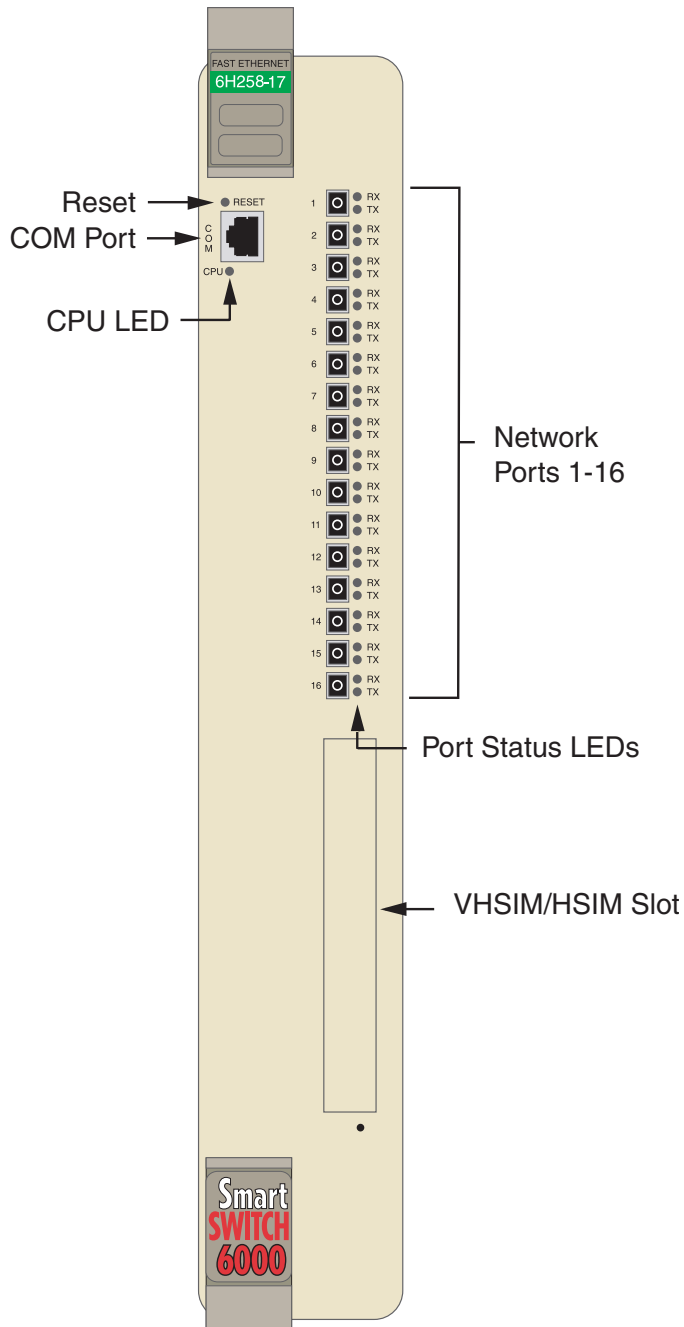 FAST ETHERNET
6H258-17
Reset
RESET
COM Port
COM
CPU
CPU LED
1 RX
TX
2 RX
TX
3 RX
TX
4 RX
TX
5 RX
TX
6 RX
TX
7 RX
TX
8 RX
TX
9 RX
TX
10 RX
TX
11 RX
TX
12 RX
TX
13 RX
TX
14 RX
TX
15 RX
TX
16 RX
TX
Network
Ports 1-16
Port Status LEDs
VHSIM/HSIM Slot
Smart
SWITCH
6000